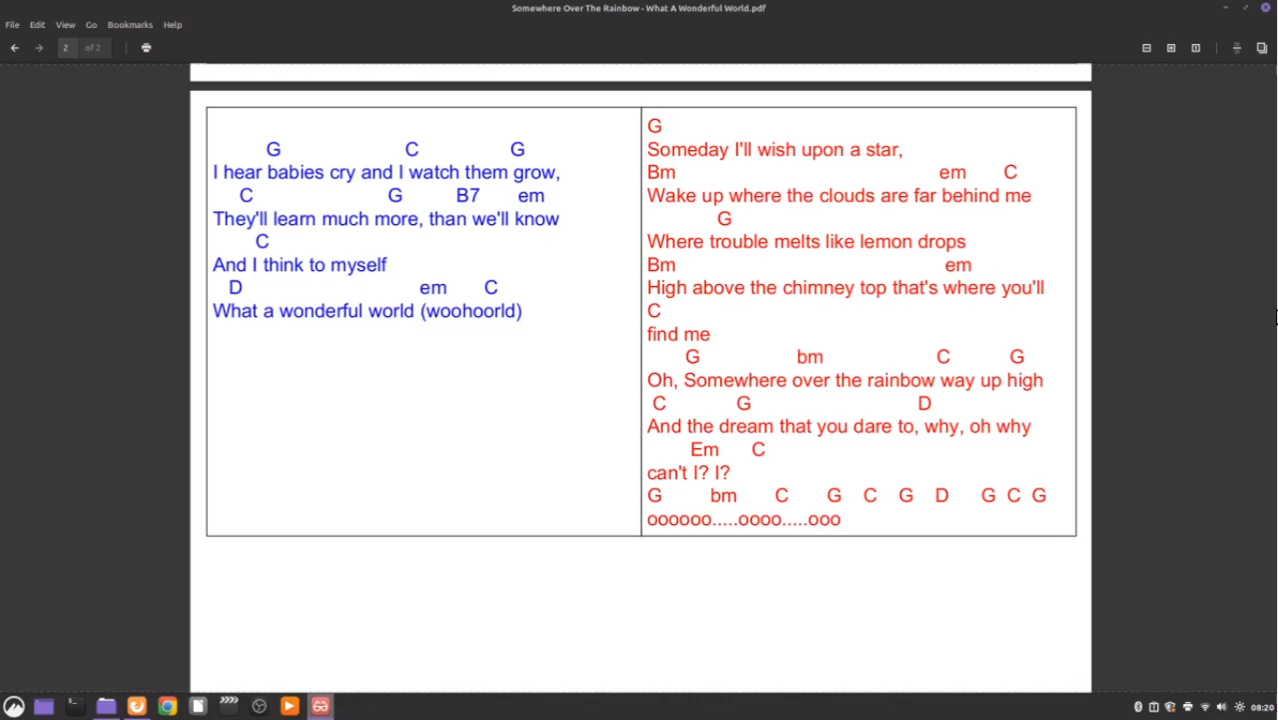 Somewhere Over The Rainbow - What A Wonderful World.pdf
File Edit View Go Bookmarks Help
2 of 2
G C G
I hear babies cry and I watch them grow,
C G B7 em
They'll learn much more, than we'll know
C
And I think to myself
D em C
What a wonderful world (woohoorld)
G
Someday I'll wish upon a star,
Bm em C
Wake up where the clouds are far behind me
G
Where trouble melts like lemon drops
Bm em
High above the chimney top that's where you'll
C
find me
G bm C G
Oh, Somewhere over the rainbow way up high
C G D
And the dream that you dare to, why, oh why
Em C
can't I? I?
G bm C G C G D G C G
oooooo.....oooo.....ooo
08:20